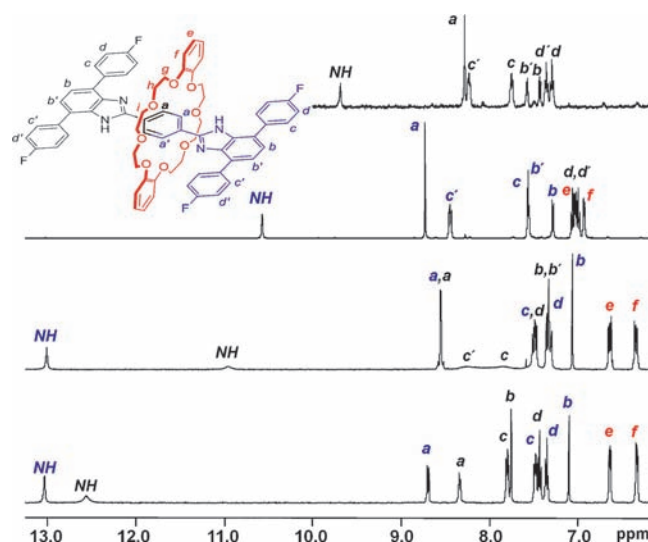 F
d
c
b
b'
c'
d'
F
N
NH
e
f
g
h
i
O
O
O
O
O
O
O
O
a
a
a'
NH
N
F
d
c
b
b'
c'
d'
F
NH a c' c b' b d' d
NH a c' c b' b d, d' e f
NH NH a,a c' c c,d b,b' d b e f
NH NH a a c b c d d b e f
13.0 12.0 11.0 10.0 9.0 8.0 7.0 ppm